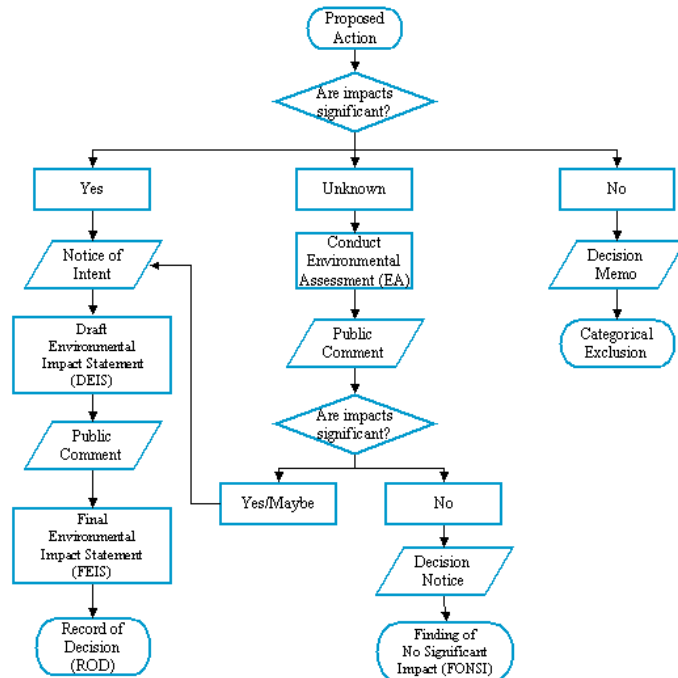 Proposed
Action
Are impacts
significant?
Yes
Unknown
No
Notice of
Intent
Conduct
Environmental
Assessment (EA)
Decision
Memo
Draft
Environmental
Impact Statement
(DEIS)
Public
Comment
Categorical
Exclusion
Public
Comment
Are impacts
significant?
Yes/Maybe
No
Final
Environmental
Impact Statement
(FEIS)
Decision
Notice
Record of
Decision
(ROD)
Finding of
No Significant
Impact (FONSI)